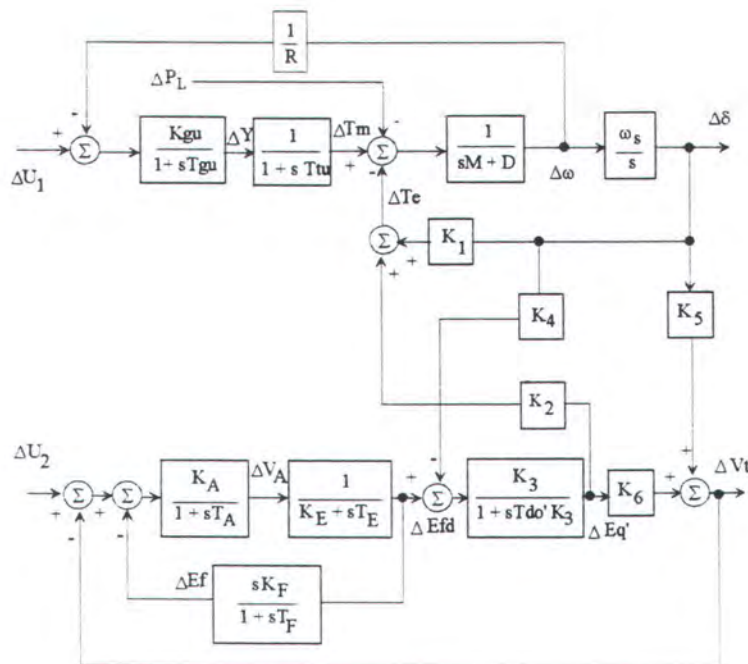 1
R
ΔP_L
-
-
+
Σ
Kgu
1 + sTgu
ΔY
1
1 + s Ttu
ΔTm
+
Σ
-
1
sM + D
Δω
ω_s
s
Δδ
ΔU_1
ΔTe
Σ
+
K_1
+
K_4
K_5
K_2
ΔU_2
-
+
ΔVt
+
Σ
+
Σ
K_A
1 + sT_A
ΔV_A
1
K_E + sT_E
+
Σ
K_3
1 + sTdo' K_3
K_6
+
Σ
-
-
ΔEfd
ΔEq'
ΔEf
sK_F
1 + sT_F